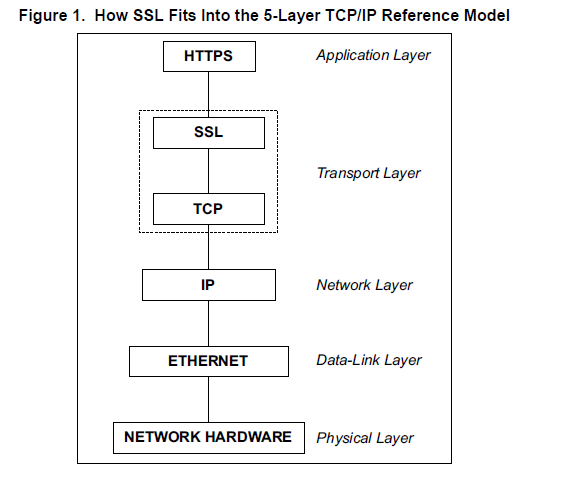 Figure 1. How SSL Fits Into the 5-Layer TCP/IP Reference Model
HTTPS Application Layer
SSL
Transport Layer
TCP
IP Network Layer
ETHERNET Data-Link Layer
NETWORK HARDWARE Physical Layer